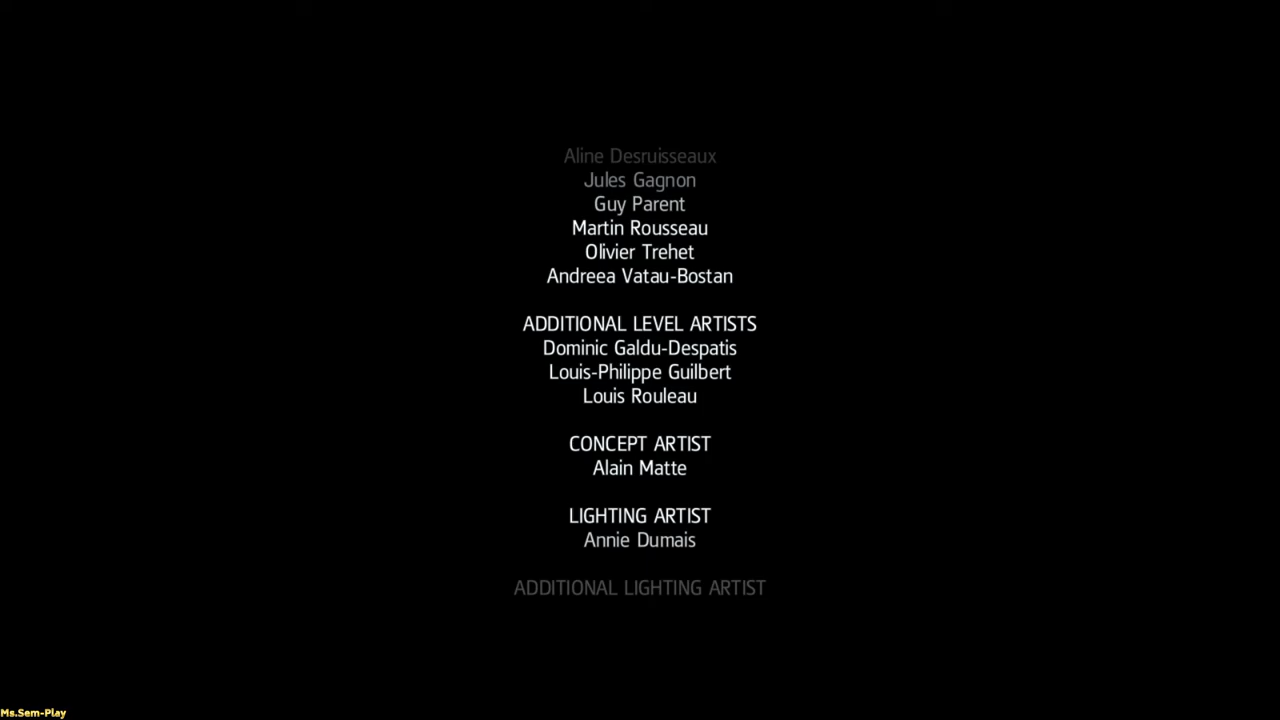 Aline Desruisseaux
Jules Gagnon
Guy Parent
Martin Rousseau
Olivier Trehet
Andreea Vatau-Bostan
ADDITIONAL LEVEL ARTISTS
Dominic Galdu-Despatis
Louis-Philippe Guilbert
Louis Rouleau
CONCEPT ARTIST
Alain Matte
LIGHTING ARTIST
Annie Dumais
ADDITIONAL LIGHTING ARTIST
Ms.Sem-Play